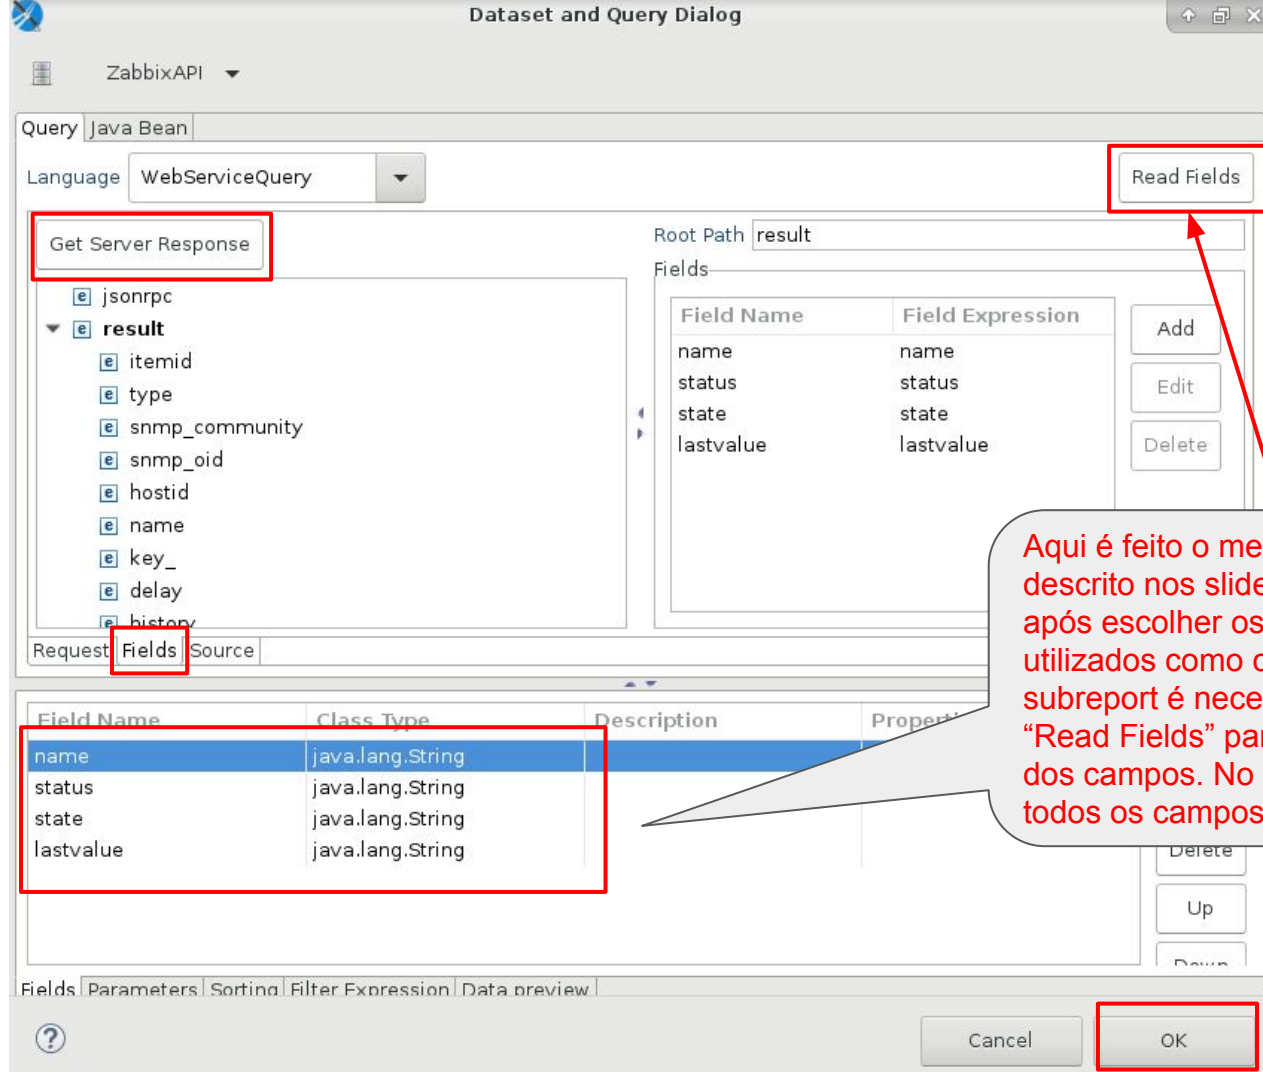 Dataset and Query Dialog
ZabbixAPI
Query Java Bean
Language WebServiceQuery
Read Fields
Get Server Response
Root Path result
Fields
jsonrpc
result
itemid
type
snmp_community
snmp_oid
hostid
name
key_
delay
history
Field Name Field Expression
name name
status status
state state
lastvalue lastvalue
Add
Edit
Delete
Request Fields Source
Aqui é feito o
descrito nos
após escolher os
utilizados como
subreport é
“Read Fields”
dos campos. No
todos os campos
Field Name Class Type Description
name java.lang.String
status java.lang.String
state java.lang.String
lastvalue java.lang.String
Delete
Up
Down
Fields Parameters Sorting Filter Expression Data preview
Cancel
OK